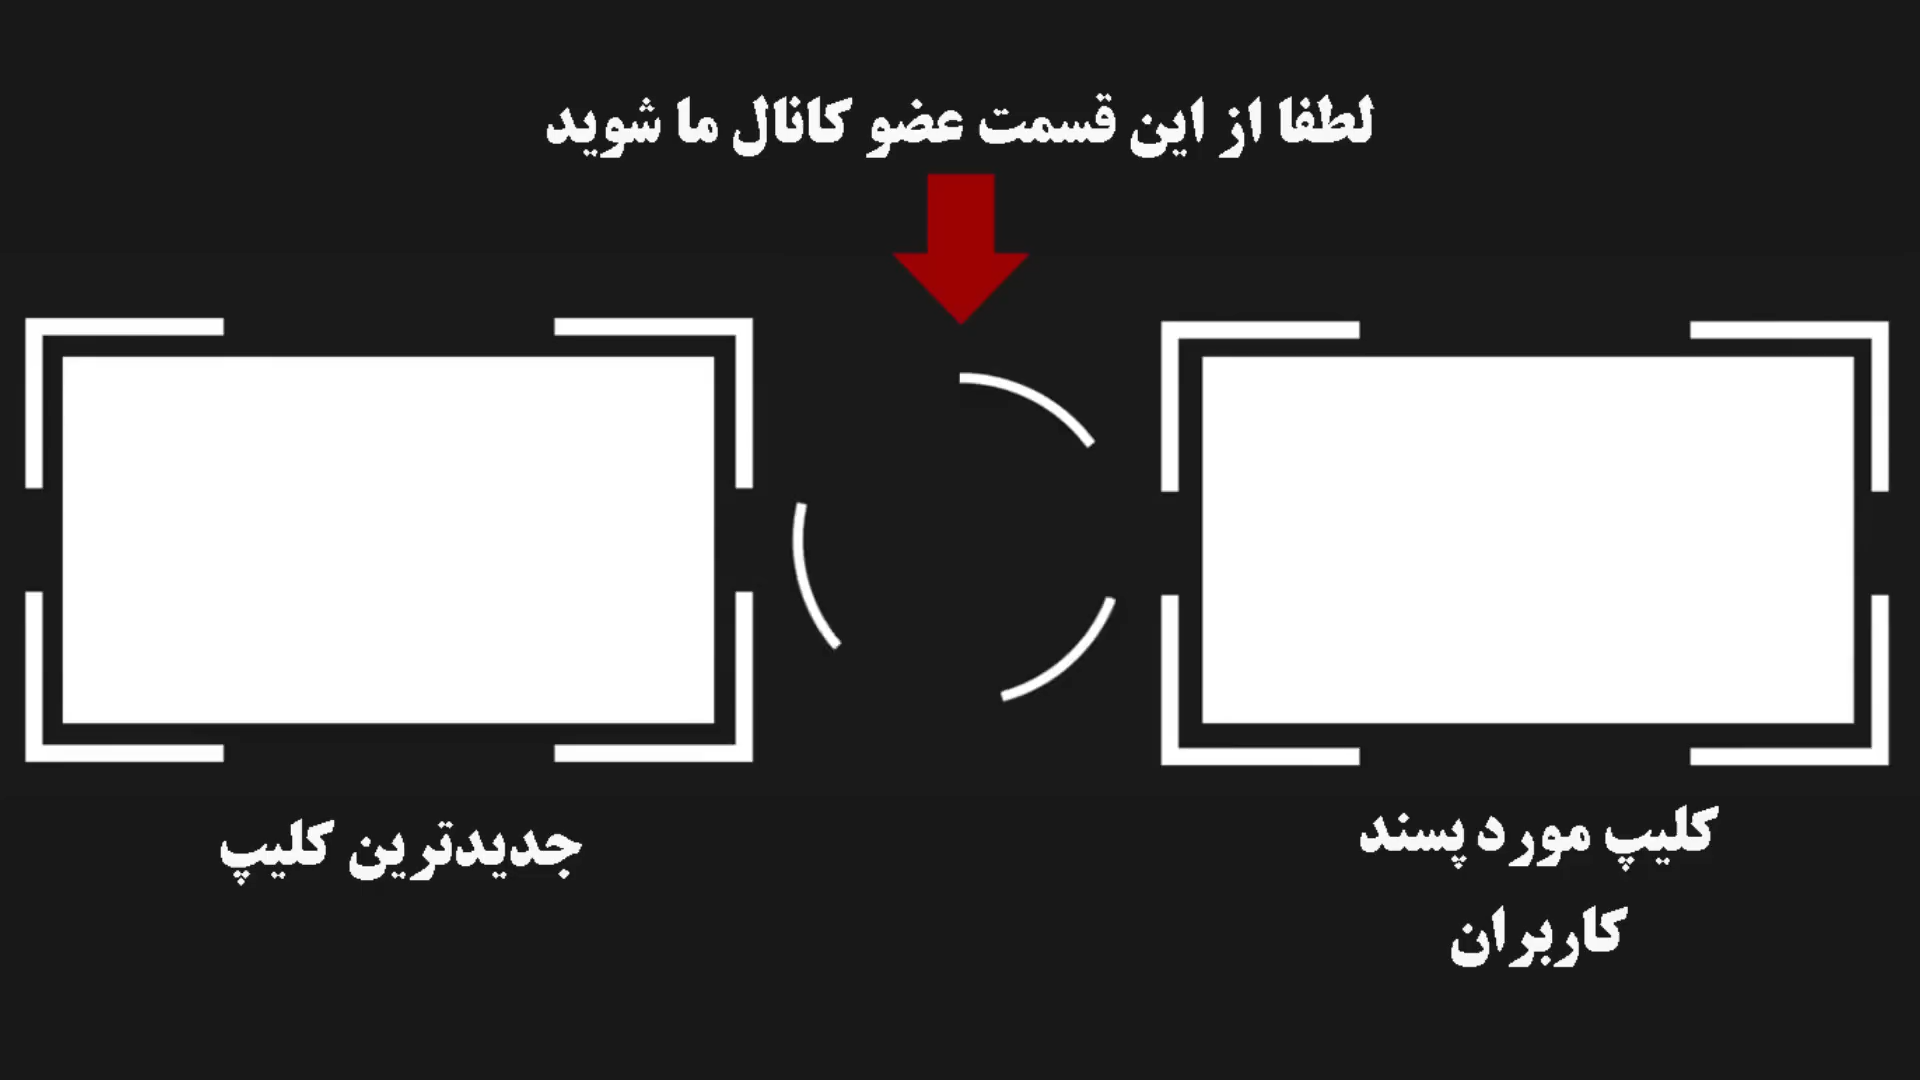 لطفا از این قسمت عضو کانال ما شوید
کلیپ مورد پسند
کاربران
جدیدترین کلیپ